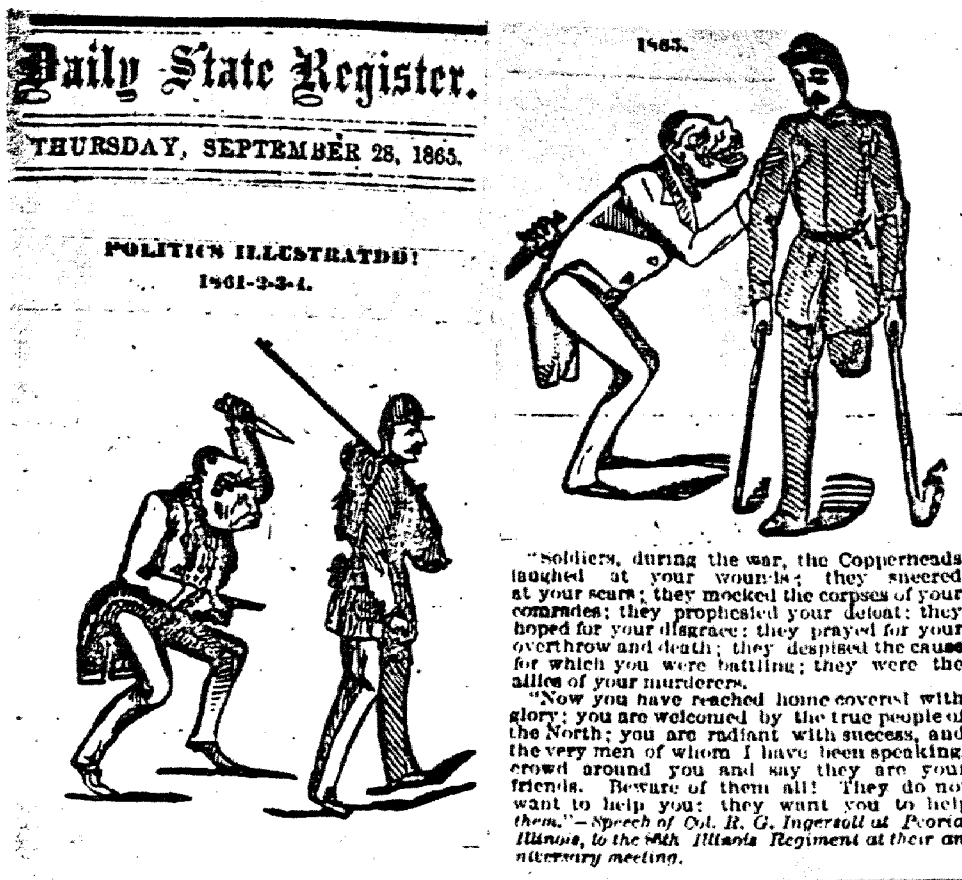 Daily State Register.
THURSDAY, SEPTEMBER 28, 1865.
POLITICS ILLUSTRATDD!
1861-2-3-4.
1865.
"Soldiers, during the war, the Copperheads
laughed at your wounds; they sneered
at your scars; they mocked the corpses of your
comrades; they prophesied your defeat; they
hoped for your disgrace; they prayed for your
overthrow and death; they despised the cause
for which you were battling; they were the
allies of your murderers.
"Now you have reached home covered with
glory; you are welcomed by the true people of
the North; you are radiant with success, and
the very men of whom I have been speaking,
crowd around you and say they are your
friends. Beware of them all! They do not
want to help you; they want you to help
them."—Speech of Col. R. G. Ingersoll at Peoria
Illinois, to the 86th Illinois Regiment at their an
niversary meeting.